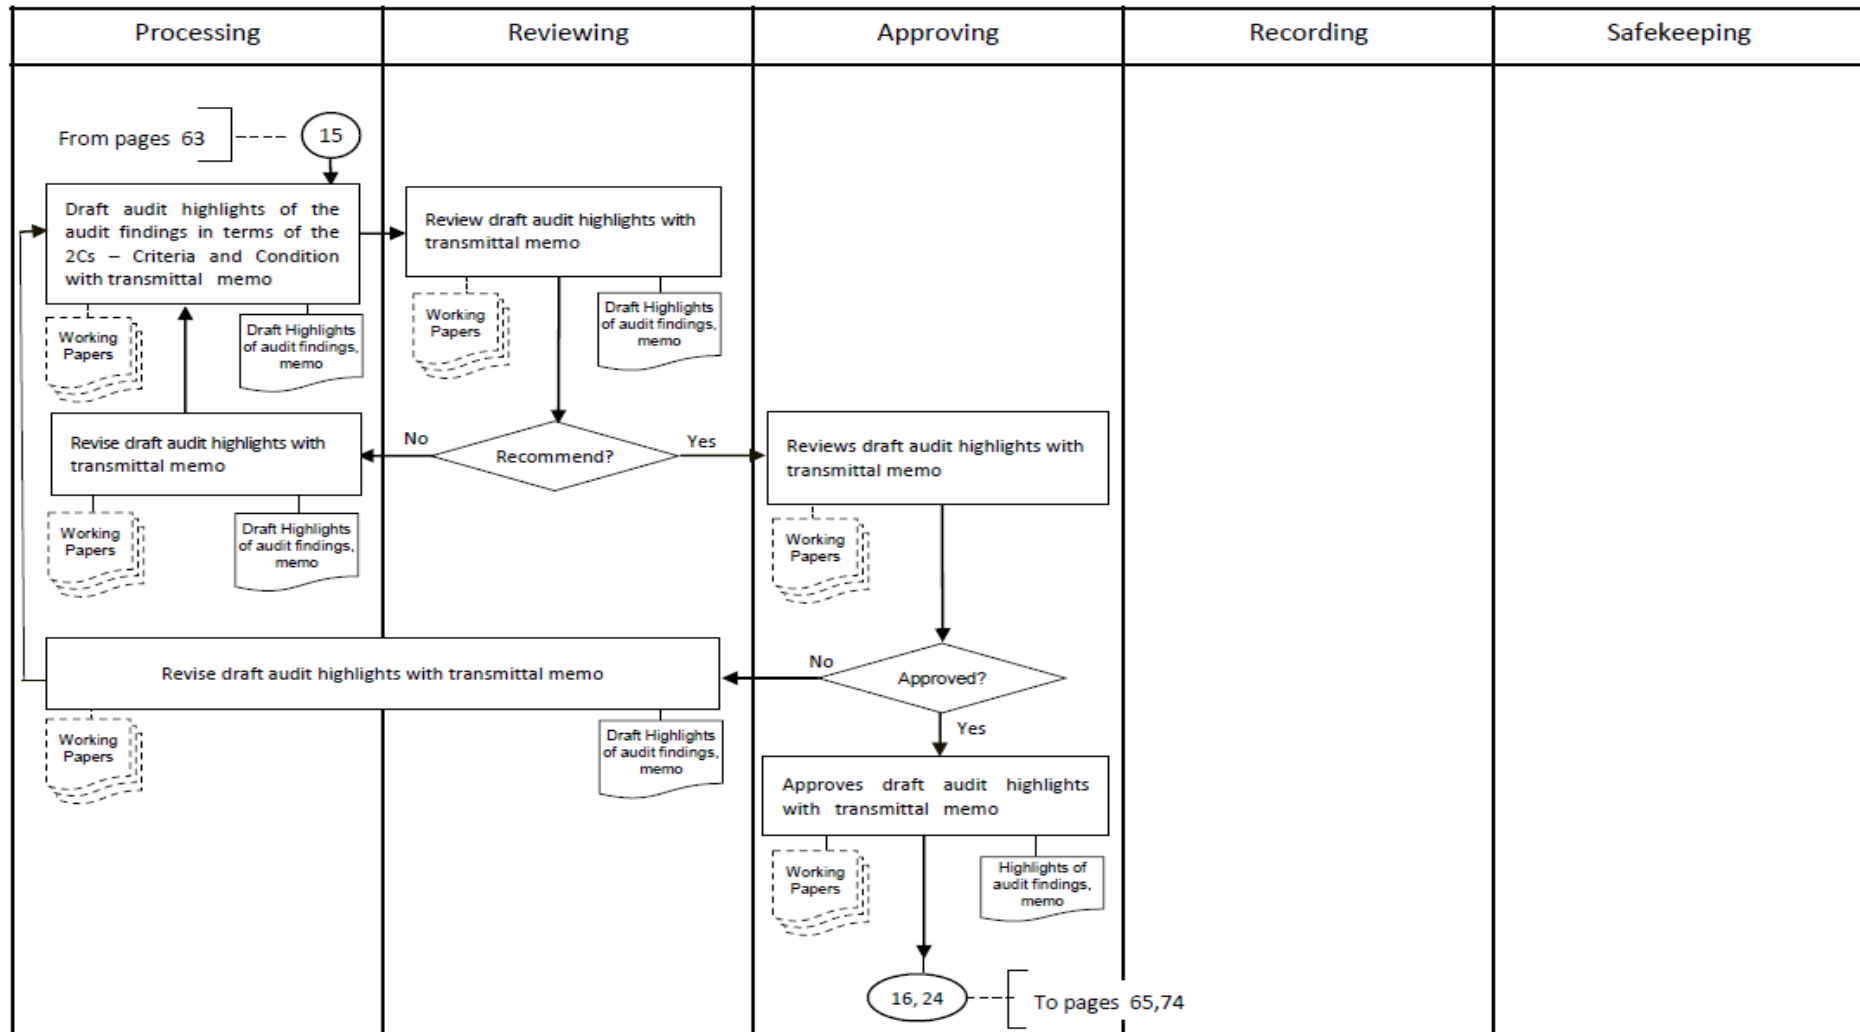 Processing
Reviewing
Approving
Recording
Safekeeping
From pages 63
15
Draft audit highlights of the
audit findings in terms of the
2Cs – Criteria and Condition
with transmittal memo
Review draft audit highlights with
transmittal memo
Working
Papers
Draft Highlights
of audit findings,
memo
Working
Papers
Draft Highlights
of audit findings,
memo
Revise draft audit highlights with
transmittal memo
No
Recommend?
Yes
Reviews draft audit highlights with
transmittal memo
Working
Papers
Draft Highlights
of audit findings,
memo
Working
Papers
Revise draft audit highlights with transmittal memo
No
Approved?
Yes
Working
Papers
Draft Highlights
of audit findings,
memo
Approves draft audit highlights
with transmittal memo
Working
Papers
Highlights of
audit findings,
memo
16, 24
To pages 65,74